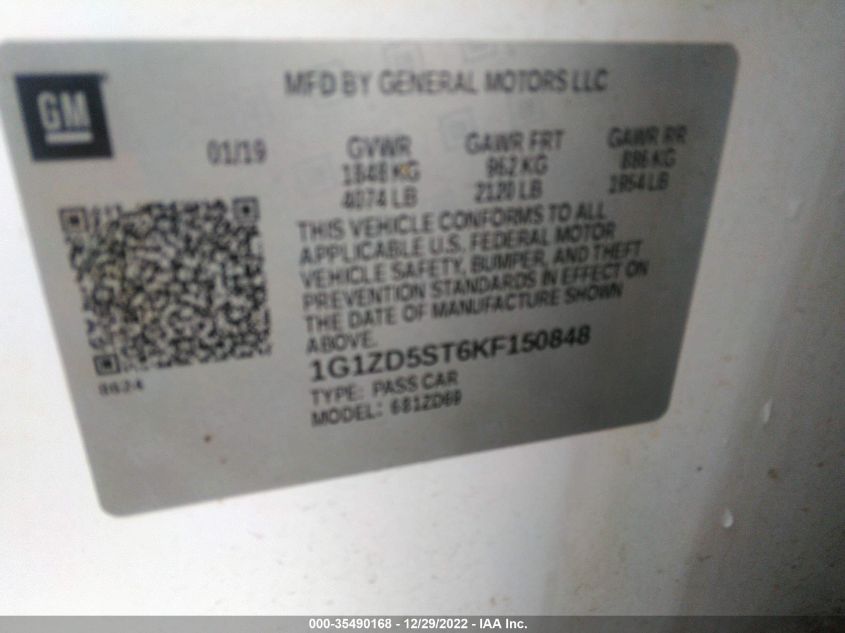 GM
MFD BY GENERAL MOTORS LLC
01/19
GVWR
1848 KG
4074 LB
GAWR FRT
962 KG
2120 LB
GAWR RR
886 KG
1954 LB
THIS VEHICLE CONFORMS TO ALL
APPLICABLE U.S. FEDERAL MOTOR
VEHICLE SAFETY, BUMPER, AND THEFT
PREVENTION STANDARDS IN EFFECT ON
THE DATE OF MANUFACTURE SHOWN
ABOVE.
1G1ZD5ST6KF150848
TYPE: PASS CAR
MODEL:
000-35490168 - 12/29/2022 - IAA Inc.